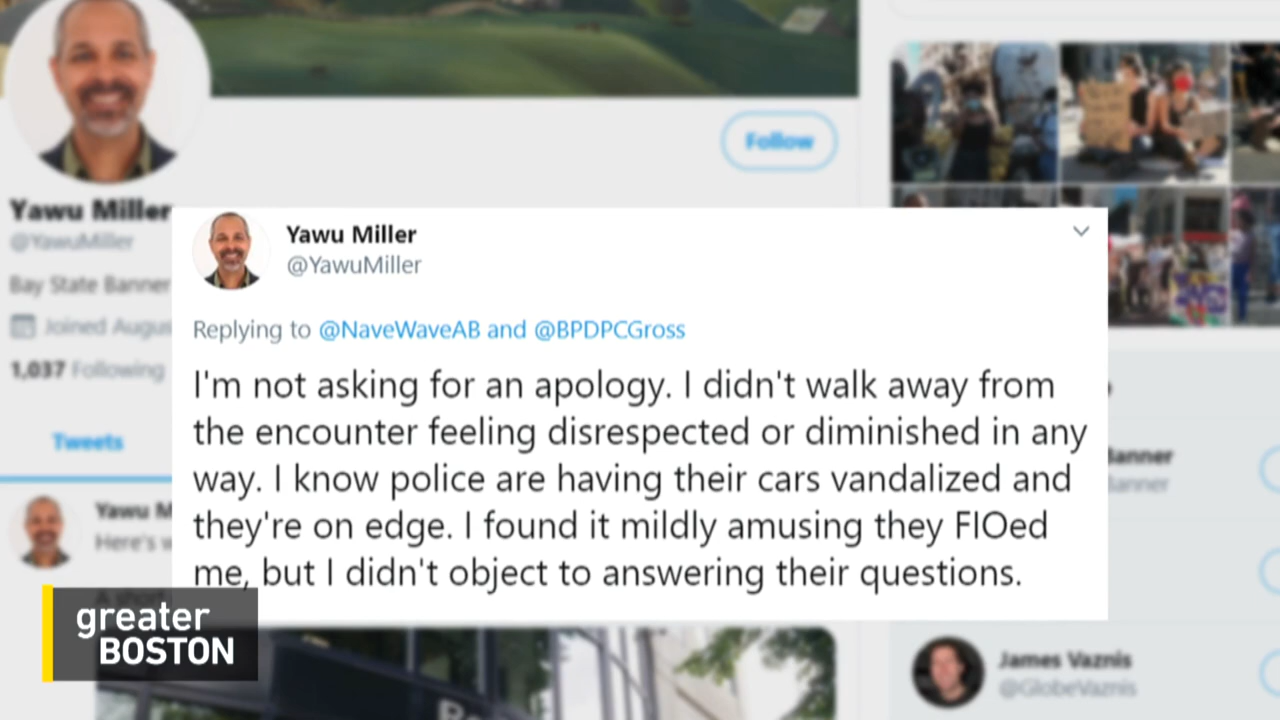 Follow
Yawu Miller
@YawuMiller
Bay State Banner
Joined Augus
1,037 Following
Tweets
Yawu M
Here's w
Yawu Miller
@YawuMiller
Replying to @NaveWaveAB and @BPDPCGross
I'm not asking for an apology. I didn't walk away from
the encounter feeling disrespected or diminished in any
way. I know police are having their cars vandalized and
they're on edge. I found it mildly amusing they FIOed
me, but I didn't object to answering their questions.
Banner
Banner
James Vaznis
@GlobeVaznis
greater
BOSTON